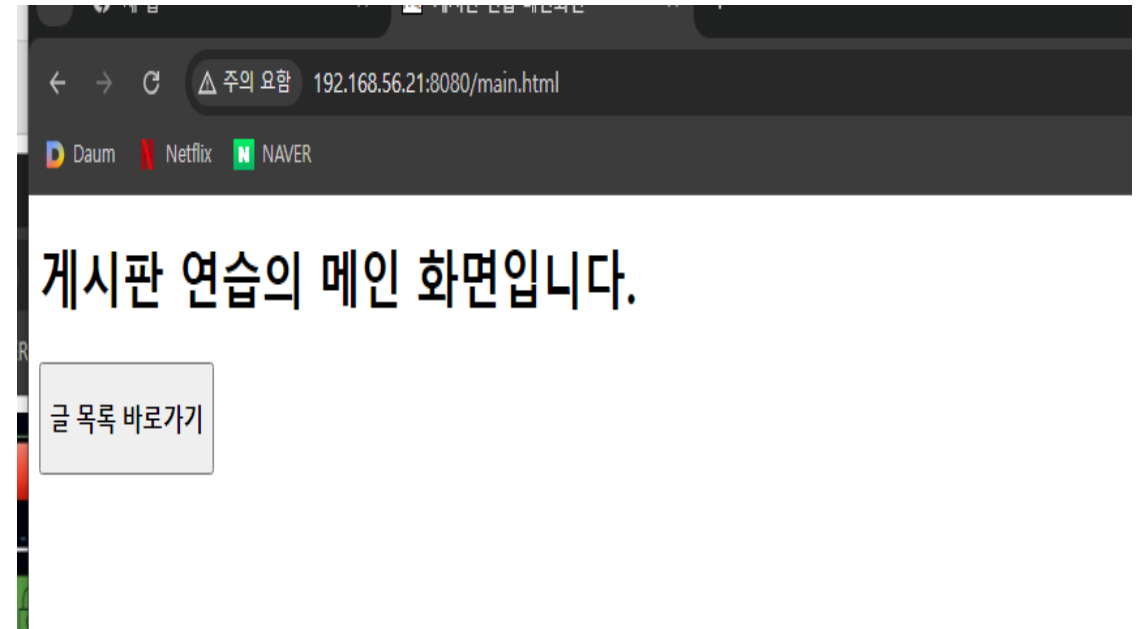 주의 요함 192.168.56.21:8080/main.html
Daum Netflix NAVER
게시판 연습의 메인 화면입니다.
글 목록 바로가기